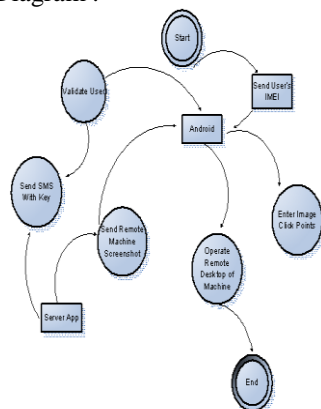 Diagram :
Start
Validate User
Send User's
IMEI
Android
Send SMS
With Key
Send Remote
Machine
Screenshot
Enter Image
Click Points
Operate
Remote
Desktop of
Machine
Server App
End